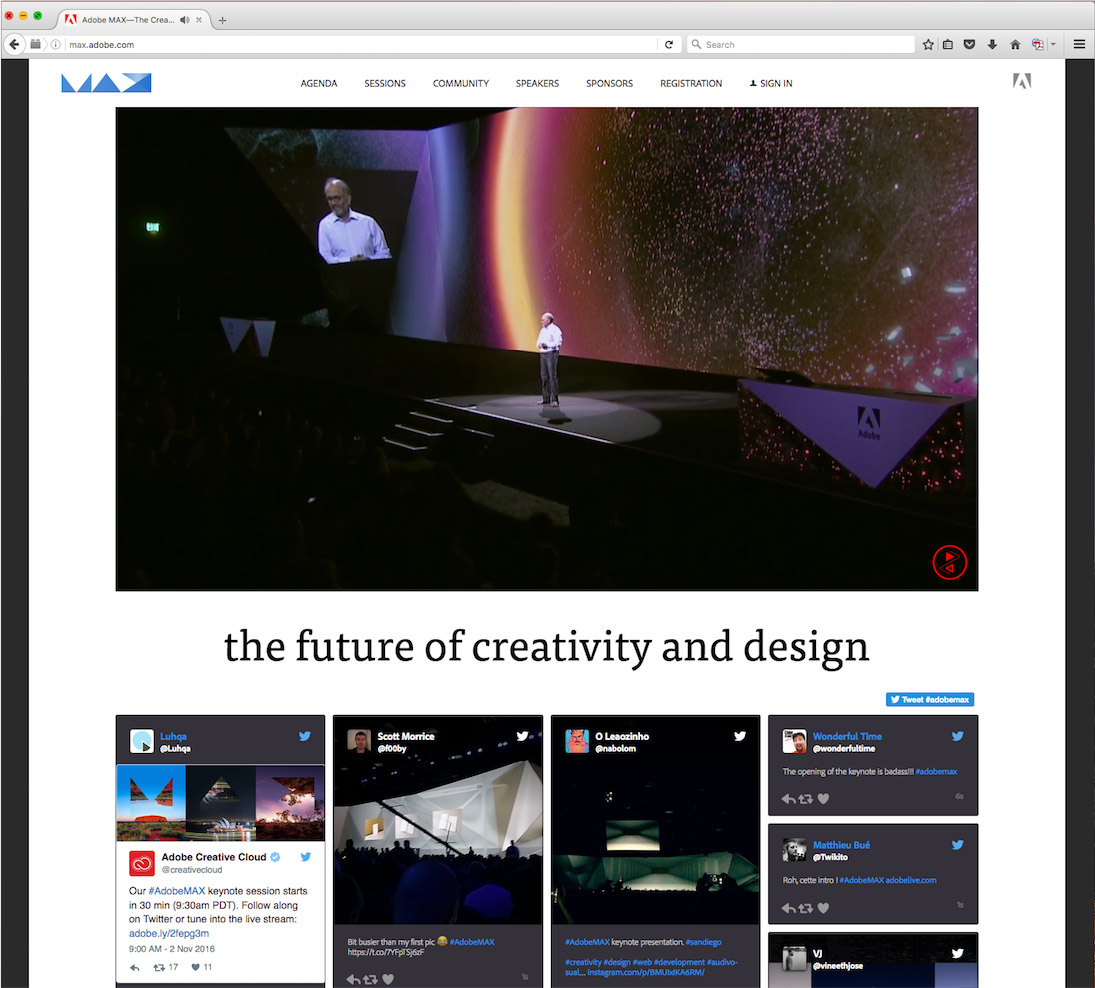 Adobe MAX—The Crea...
max.adobe.com
Search
MAX
AGENDA
SESSIONS
COMMUNITY
SPEAKERS
SPONSORS
REGISTRATION
SIGN IN
Adobe
the future of creativity and design
Tweet #adobemax
Luhqa
@Luhqa
Adobe Creative Cloud
@creativecloud
Our #AdobeMAX keynote session starts
in 30 min (9:30am PDT). Follow along
on Twitter or tune into the live stream:
adobe.ly/2fepg3m
9:00 AM - 2 Nov 2016
17
11
Scott Morrice
@f00by
Bit busier than my first pic 😂 #AdobeMAX
https://t.co/7YFpTSj6zF
1s
O Leaozinho
@nabolom
#AdobeMAX keynote presentation. #sandiego
#creativity #design #web #development #audivo-
sual... instagram.com/p/BMUIxIKA6RM/
Wonderful Time
@wonderfultime
The opening of the keynote is badass!!! #adobemax
6s
Matthieu Bué
@Twikito
Roh, cette intro ! #AdobeMAX adobelive.com
1s
VJ
@vineethjose